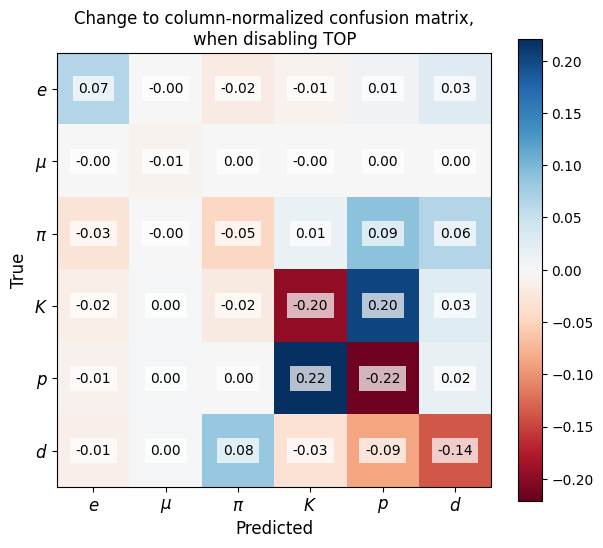 Change to column-normalized confusion matrix,
when disabling TOP
e 0.07 -0.00 -0.02 -0.01 0.01 0.03
μ -0.00 -0.01 0.00 -0.00 0.00 0.00
π -0.03 -0.00 -0.05 0.01 0.09 0.06
K -0.02 0.00 -0.02 -0.20 0.20 0.03
p -0.01 0.00 0.00 0.22 -0.22 0.02
d -0.01 0.00 0.08 -0.03 -0.09 -0.14
e μ π K p d
Predicted
True
0.20
0.15
0.10
0.05
0.00
−0.05
−0.10
−0.15
−0.20